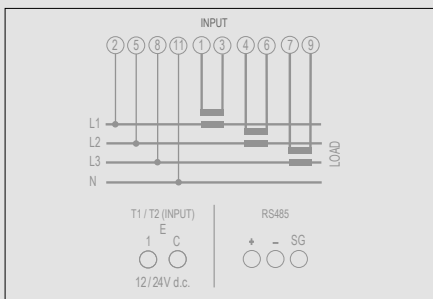 INPUT
2 5 8 11 1 3 4 6 7 9
L1
L2
L3
N
LOAD
T1 / T2 (INPUT)
E
1 C
12/24V d.c.
RS485
+ – SG